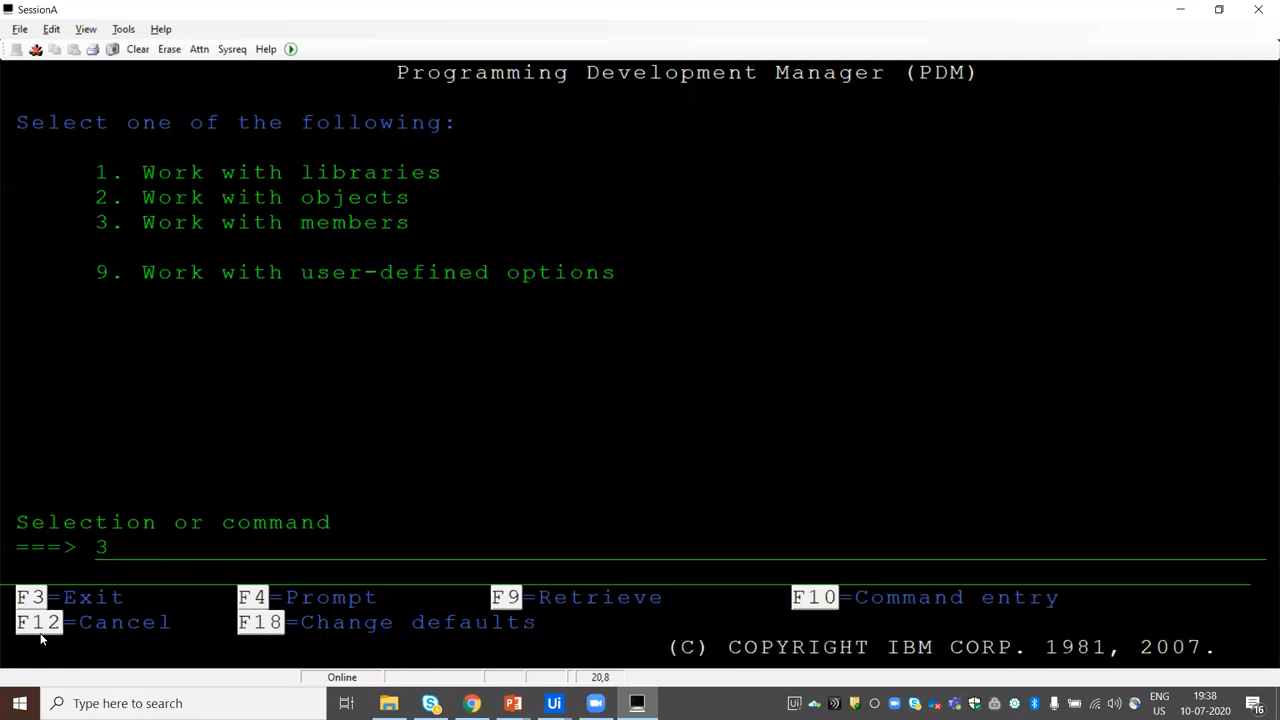 SessionA
File Edit View Tools Help
Clear Erase Attn Sysreq Help
Programming Development Manager (PDM)
Select one of the following:
1. Work with libraries
2. Work with objects
3. Work with members
9. Work with user-defined options
Selection or command
===> 3
F3=Exit F4=Prompt F9=Retrieve F10=Command entry
F12=Cancel F18=Change defaults
(C) COPYRIGHT IBM CORP. 1981, 2007.
Online 20,8
Type here to search Ui Ui ENG 19:38
US 10-07-2020 16